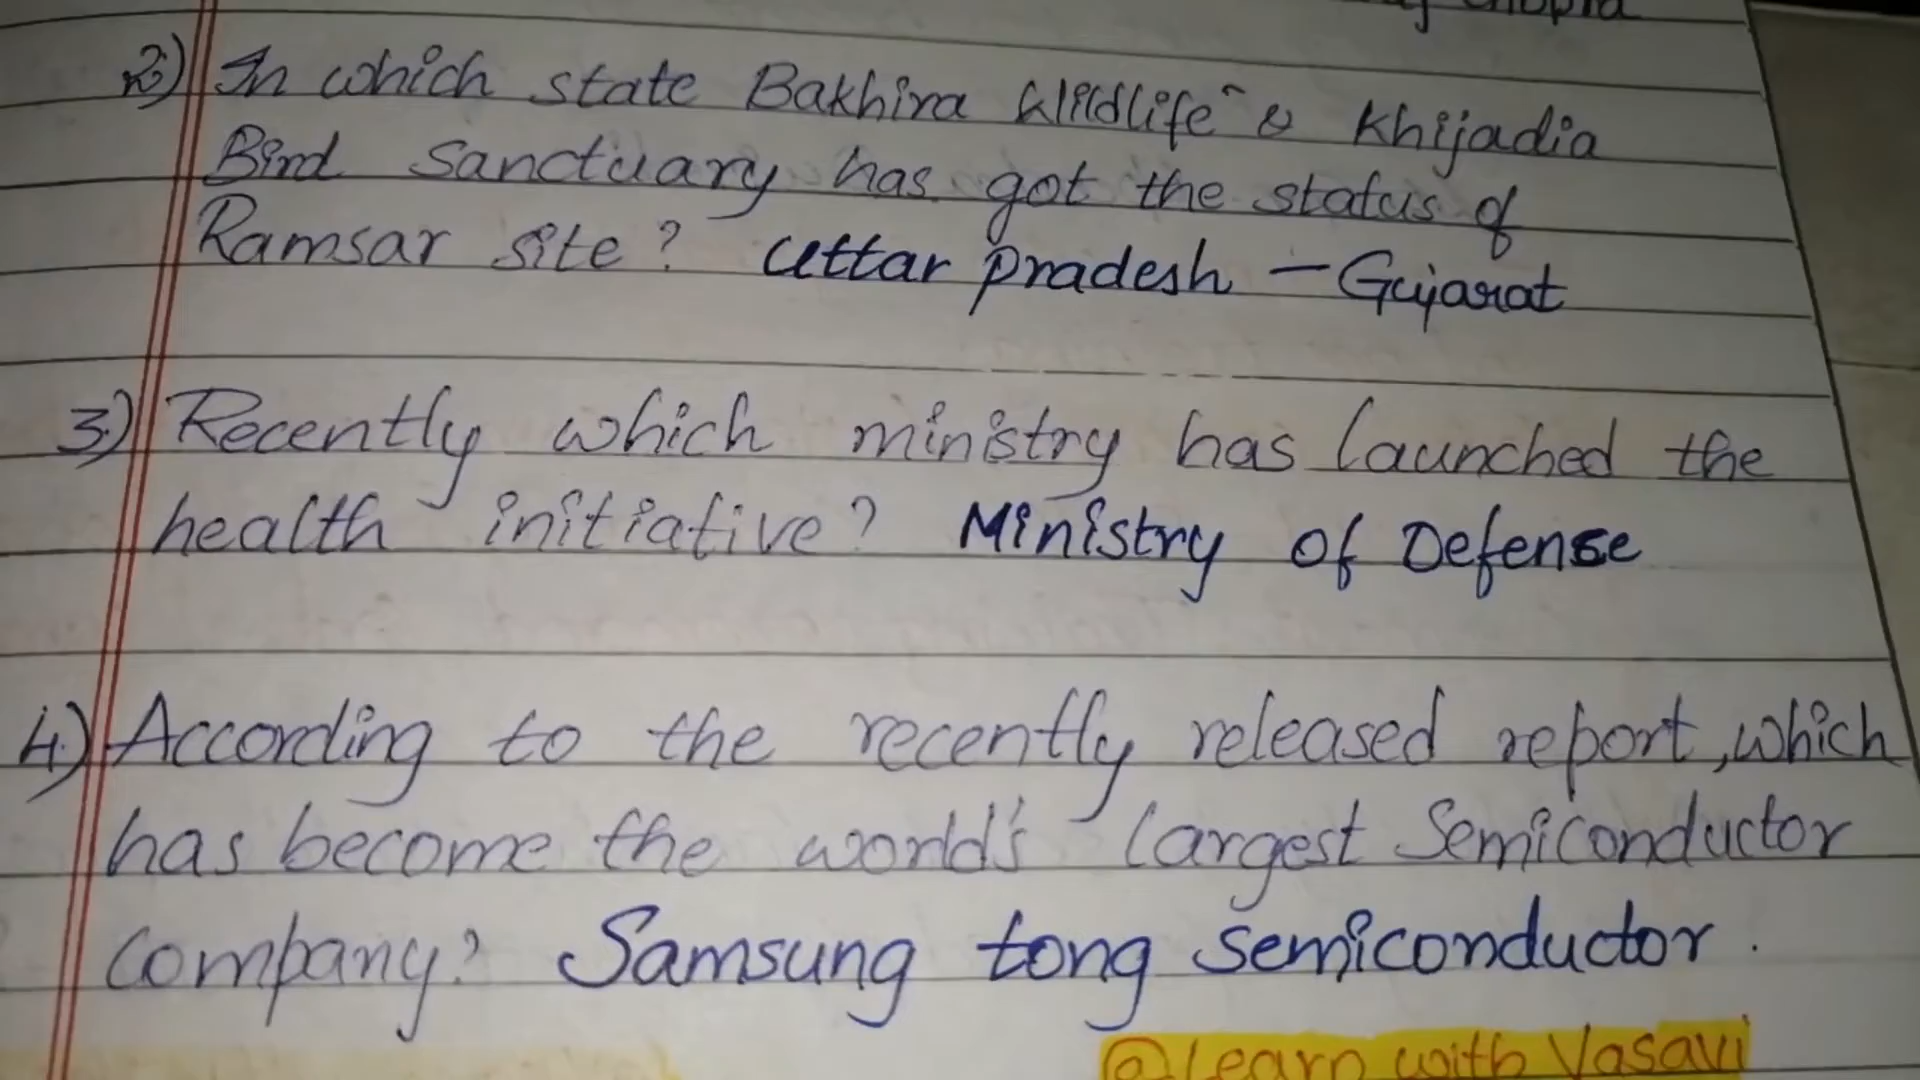 Chopra
2) In which state Bakhira Wildlife & Khijadia
Bird Sanctuary has got the status of
Ramsar site? Uttar Pradesh - Gujarat
3) Recently which ministry has launched the
health initiative? Ministry of Defense
4) According to the recently released report, which
has become the world's largest Semiconductor
Company? Samsung tong semiconductor.
@Learn with Vasavi